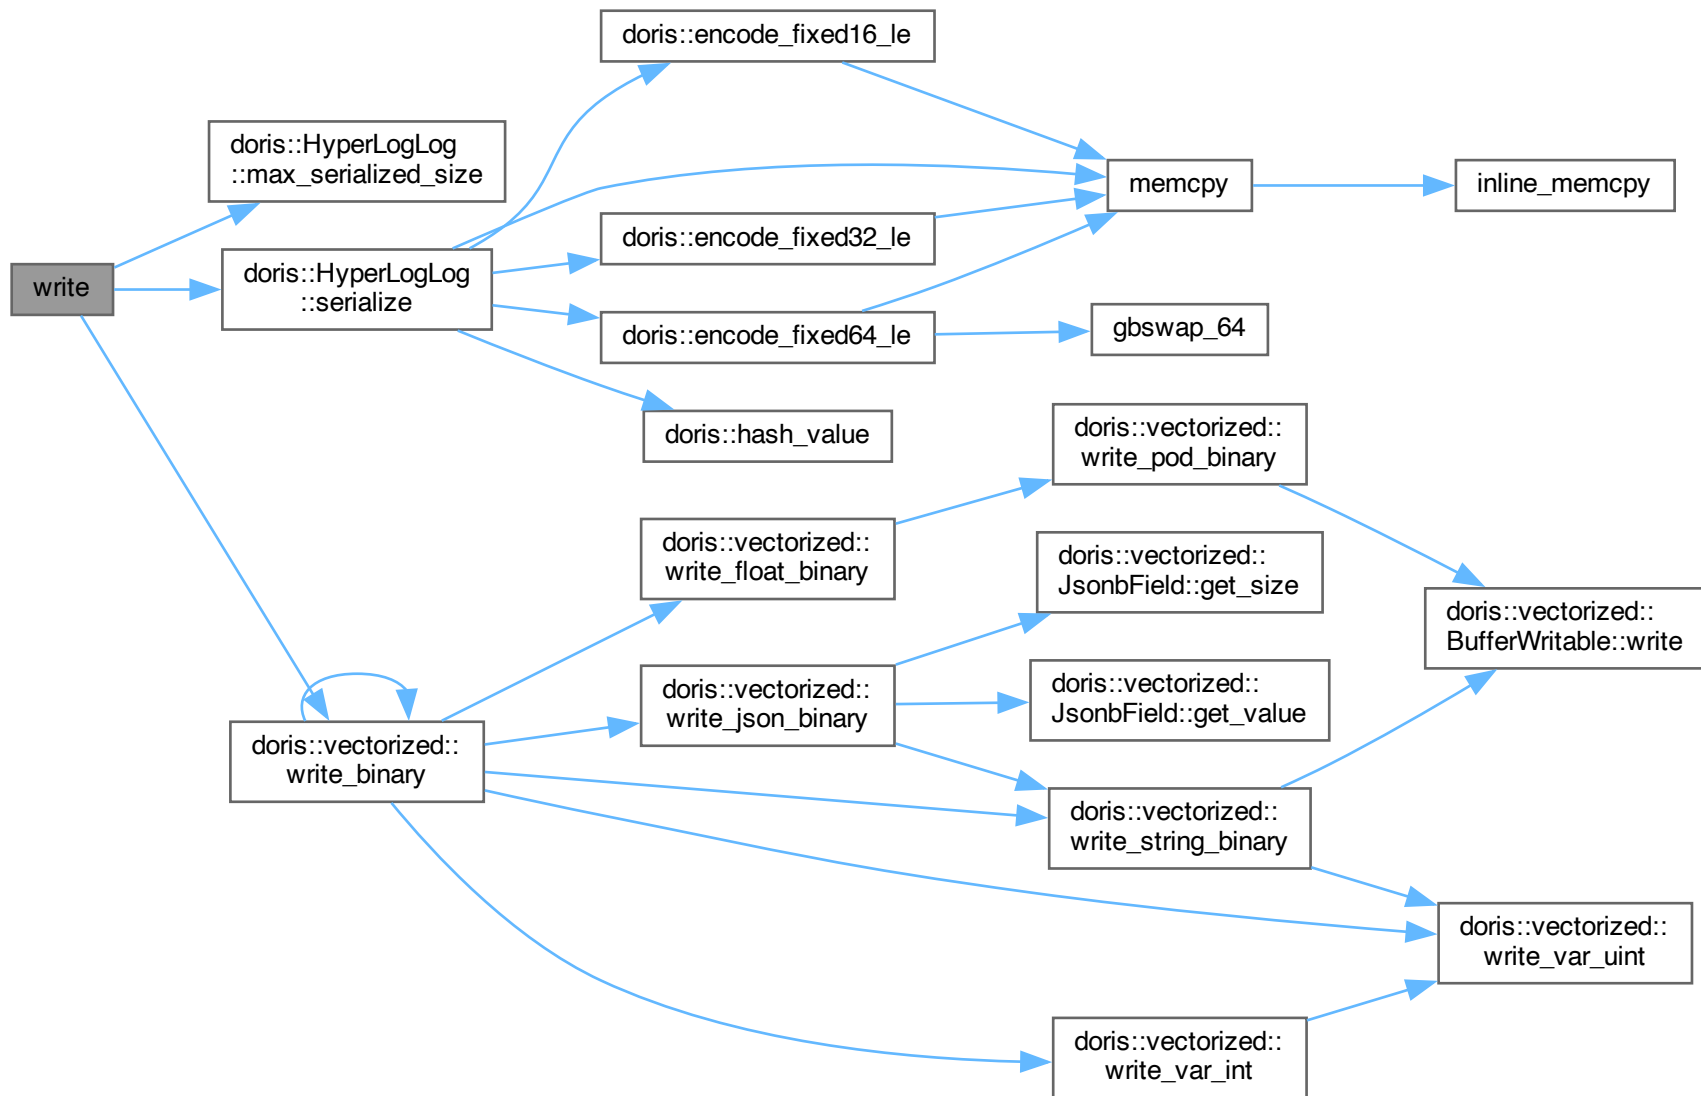 write
doris::HyperLogLog
::max_serialized_size
doris::HyperLogLog
::serialize
doris::vectorized::
write_binary
doris::encode_fixed16_le
doris::encode_fixed32_le
doris::encode_fixed64_le
doris::hash_value
doris::vectorized::
write_float_binary
doris::vectorized::
write_json_binary
memcpy
gbswap_64
doris::vectorized::
write_pod_binary
doris::vectorized::
JsonbField::get_size
doris::vectorized::
JsonbField::get_value
doris::vectorized::
write_string_binary
doris::vectorized::
write_var_int
inline_memcpy
doris::vectorized::
BufferWritable::write
doris::vectorized::
write_var_uint